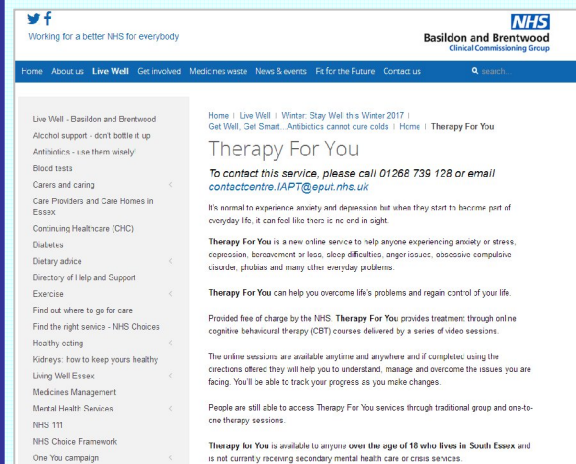 NHS
Working for a better NHS for everybody
Basildon and Brentwood
Clinical Commissioning Group
Home About us Live Well Get involved Medicines waste News & events Fit for the Future Contact us search...
Live Well - Basildon and Brentwood
Alcohol support - don't bottle it up
Antibiotics - use them wisely!
Blood tests
Carers and caring
Care Providers and Care Homes in
Essex
Continuing Healthcare (CHC)
Diabetes
Dietary advice
Directory of Help and Support
Exercise
Find out where to go for care
Find the right service - NHS Choices
Healthy eating
Kidneys: how to keep yours healthy
Living Well Essex
Medicines Management
Mental Health Services
NHS 111
NHS Choice Framework
One You campaign
Home | Live Well | Winter: Stay Well this Winter 2017 |
Get Well, Get Smart...Antibiotics cannot cure colds | Home | Therapy For You
Therapy For You
To contact this service, please call 01268 739 128 or email
contactcentre.IAPT@eput.nhs.uk
It's normal to experience anxiety and depression but when they start to become part of
everyday life, it can feel like there is no end in sight.
Therapy For You is a new online service to help anyone experiencing anxiety or stress,
depression, bereavement or loss, sleep difficulties, anger issues, obsessive compulsive
disorder, phobias and many other everyday problems.
Therapy For You can help you overcome life's problems and regain control of your life.
Provided free of charge by the NHS. Therapy For You provides treatment through online
cognitive behavioural therapy (CBT) courses delivered by a series of video sessions.
The online sessions are available anytime and anywhere and if completed using the
directions offered they will help you to understand, manage and overcome the issues you are
facing. You'll be able to track your progress as you make changes.
People are still able to access Therapy For You services through traditional group and one-to-
one therapy sessions.
Therapy for You is available to anyone over the age of 18 who lives in South Essex and
is not currently receiving secondary mental health care or crisis services.